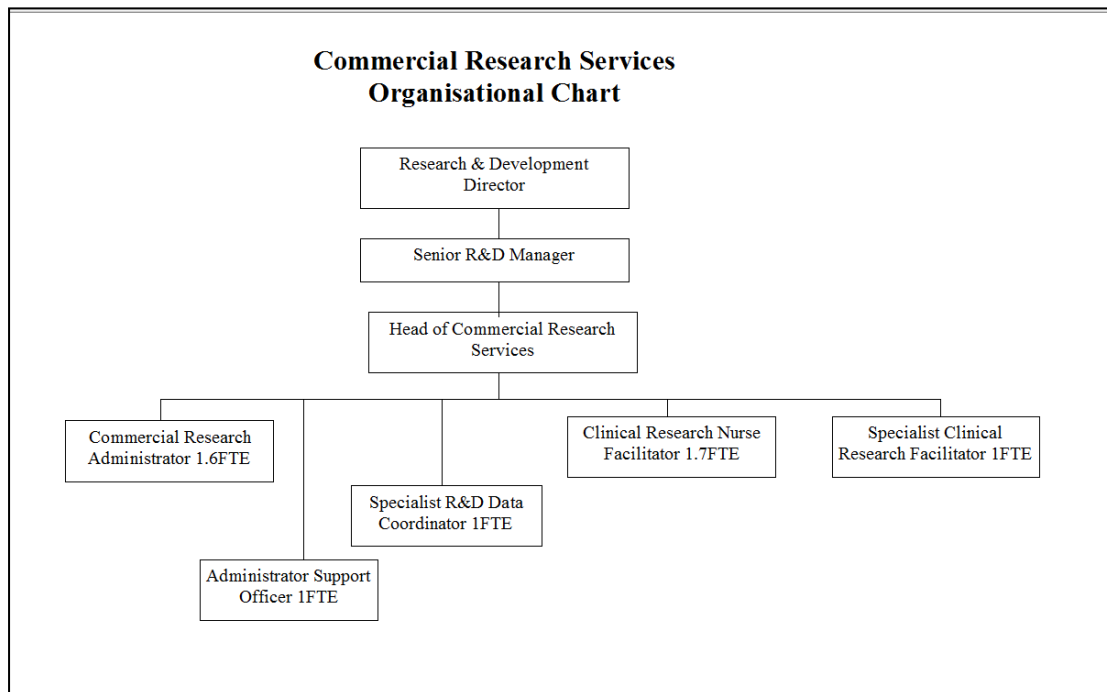 Commercial Research Services
Organisational Chart
Research & Development
Director
Senior R&D Manager
Head of Commercial Research
Services
Commercial Research
Administrator 1.6FTE
Clinical Research Nurse
Facilitator 1.7FTE
Specialist Clinical
Research Facilitator 1FTE
Specialist R&D Data
Coordinator 1FTE
Administrator Support
Officer 1FTE